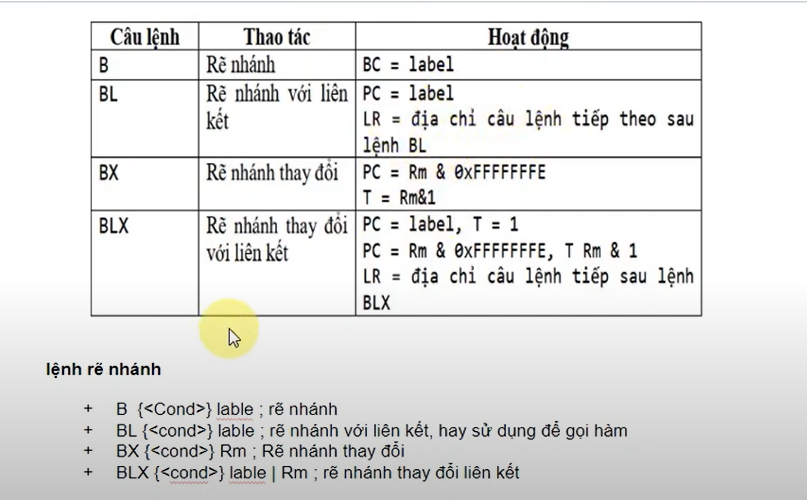 Câu lệnh Thao tác Hoạt động
B Rẽ nhánh BC = label
BL Rẽ nhánh với liên kết PC = label
LR = địa chỉ câu lệnh tiếp theo sau
lệnh BL
BX Rẽ nhánh thay đổi PC = Rm & 0xFFFFFFFE
T = Rm&1
BLX Rẽ nhánh thay đổi với liên kết PC = label, T = 1
PC = Rm & 0xFFFFFFFE, T Rm & 1
LR = địa chỉ câu lệnh tiếp sau lệnh
BLX
lệnh rẽ nhánh
+ B {<Cond>} lable ; rẽ nhánh
+ BL {<cond>} lable ; rẽ nhánh với liên kết, hay sử dụng để gọi hàm
+ BX {<cond>} Rm ; Rẽ nhánh thay đổi
+ BLX {<cond>} lable | Rm ; rẽ nhánh thay đổi liên kết